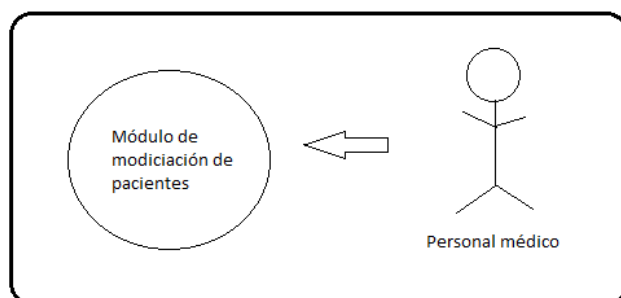 Módulo de
modiciación de
pacientes
Personal médico